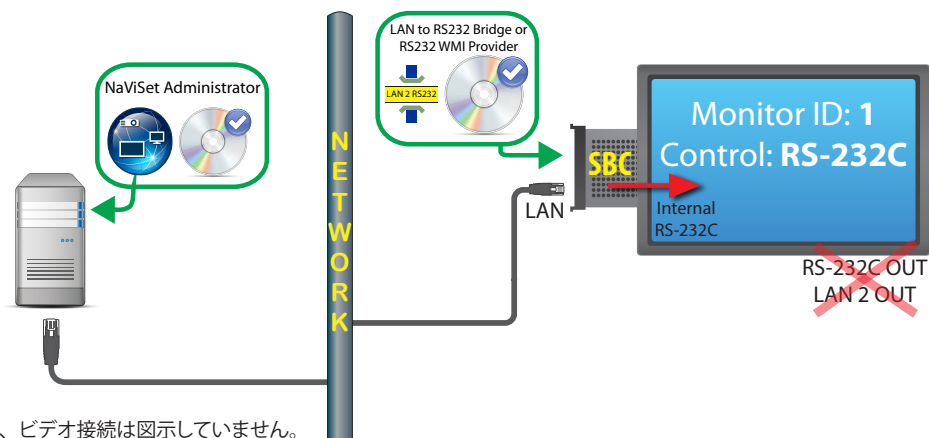 NaViSet Administrator
NETWORK
LAN to RS232 Bridge or
RS232 WMI Provider
LAN 2 RS232
LAN
SBC
Monitor ID: 1
Control: RS-232C
Internal
RS-232C
RS-232C OUT
LAN 2 OUT
、ビデオ接続は図示していません。